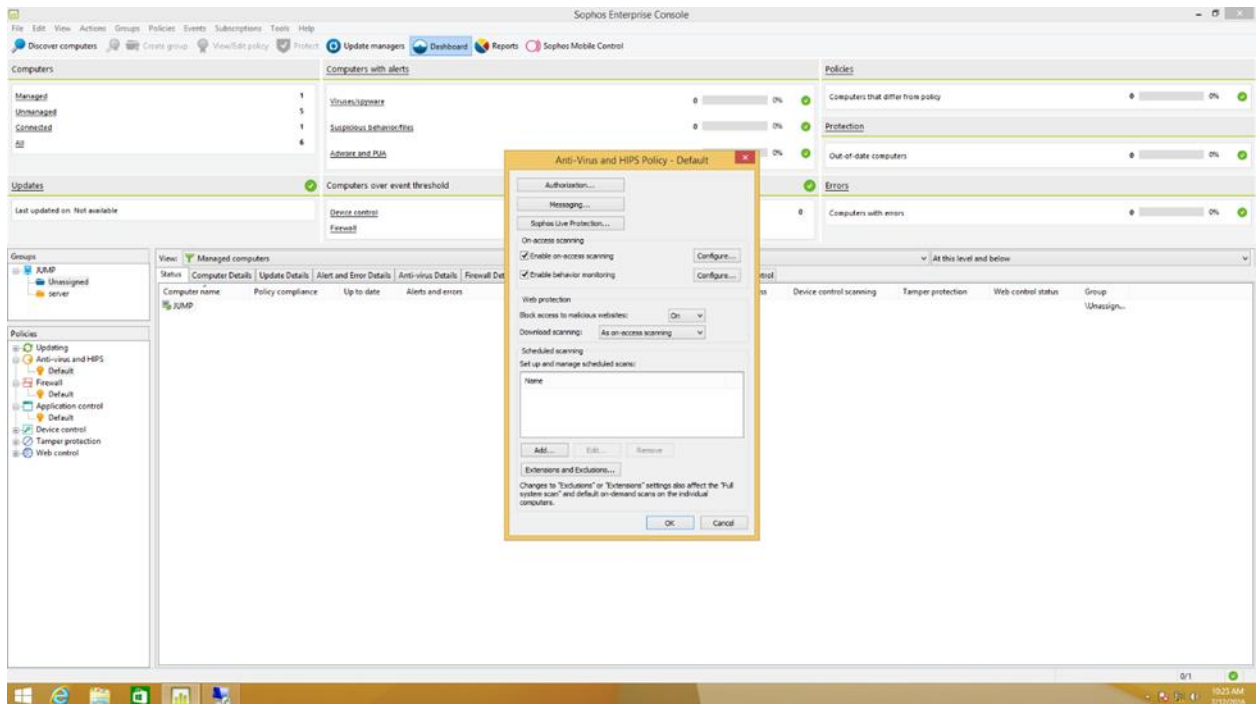 Sophos Enterprise Console
File Edit View Actions Groups Policies Events Subscriptions Tools Help
Discover computers Create group View/Edit policy Protect Update managers Dashboard Reports Sophos Mobile Control
Computers
Managed 1
Unmanaged 5
Connected 1
All 6
Updates
Last updated on Not available
Computers with alerts
Viruses/spyware 0 0%
Suspicious behavior/files 0 0%
Adware and PUA 0%
Computers over event threshold
Device control 0
Firewall
Policies
Computers that differ from policy 0 0%
Protection
Out-of-date computers 0 0%
Errors
Computers with errors 0 0%
Groups
JUMP
Unassigned
server
Policies
Updating
Anti-virus and HIPS
Default
Firewall
Default
Application control
Default
Device control
Tamper protection
Web control
View: Managed computers At this level and below
Status Computer Details Update Details Alert and Error Details Anti-virus Details Firewall Det
Computer name Policy compliance Up to date Alerts and errors Device control scanning Tamper protection Web control status Group
JUMP \Unassign...
Anti-Virus and HIPS Policy - Default
Authorization...
Messaging...
Sophos Live Protection...
On-access scanning
Enable on-access scanning Configure...
Enable behavior monitoring Configure...
Web protection
Block access to malicious websites: On
Download scanning: As on-access scanning
Scheduled scanning
Set up and manage scheduled scans:
Name
Add... Edit... Remove
Extensions and Exclusions...
Changes to "Exclusions" or "Extensions" settings also affect the "Full
system scan" and default on-demand scans on the individual
computers.
OK Cancel
0/1
10:25 AM